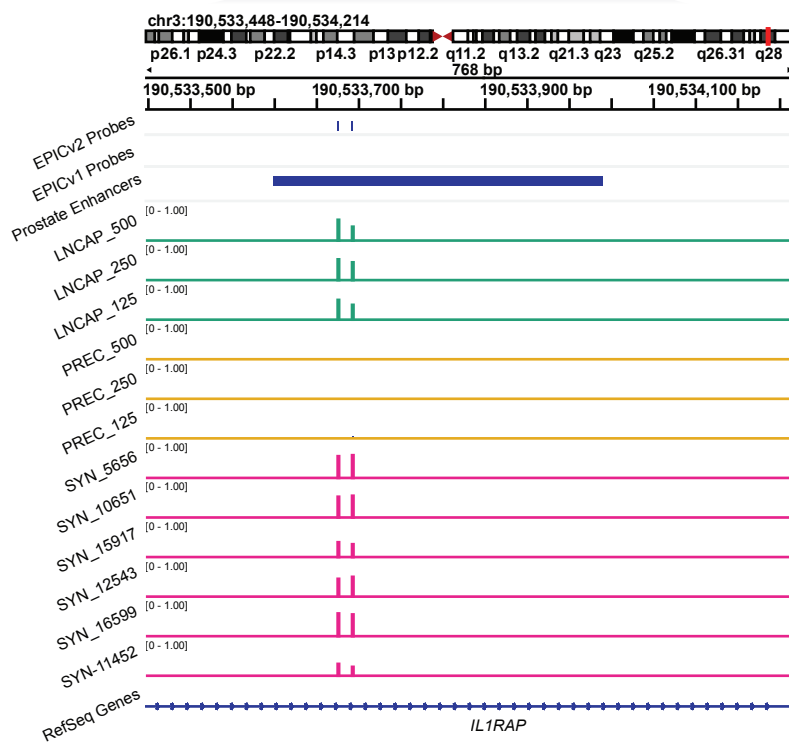 chr3:190,533,448-190,534,214
p26.1 p24.3 p22.2 p14.3 p13 p12.2 q11.2 q13.2 q21.3 q23 q25.2 q26.31 q28
768 bp
190,533,500 bp 190,533,700 bp 190,533,900 bp 190,534,100 bp
EPICv2 Probes
EPICv1 Probes
Prostate Enhancers
LNCAP_500 [0 - 1.00]
LNCAP_250 [0 - 1.00]
LNCAP_125 [0 - 1.00]
PREC_500 [0 - 1.00]
PREC_250 [0 - 1.00]
PREC_125 [0 - 1.00]
SYN_5656 [0 - 1.00]
SYN_10651 [0 - 1.00]
SYN_15917 [0 - 1.00]
SYN_12543 [0 - 1.00]
SYN_16599 [0 - 1.00]
SYN-11452 [0 - 1.00]
RefSeq Genes
IL1RAP